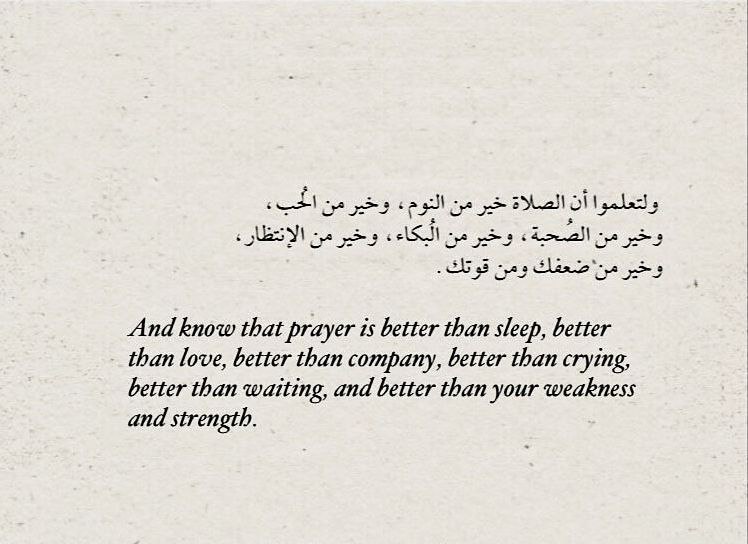 ولتعلموا أن الصلاة خير من النوم، وخير من الحُب،
وخير من الصُحبة، وخير من الُبكاء، وخير من الإنتظار،
وخير من ضعفك ومن قوتك.
And know that prayer is better than sleep, better
than love, better than company, better than crying,
better than waiting, and better than your weakness
and strength.